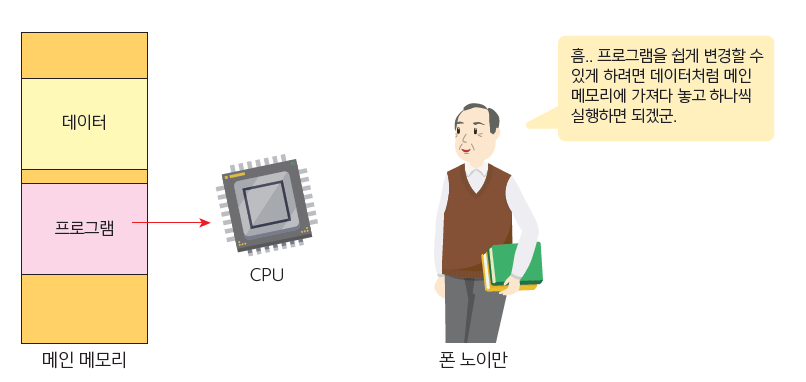 흠.. 프로그램을 쉽게 변경할 수
있게 하려면 데이터처럼 메인
메모리에 가져다 놓고 하나씩
실행하면 되겠군.
데이터
프로그램
CPU
메인 메모리
폰 노이만